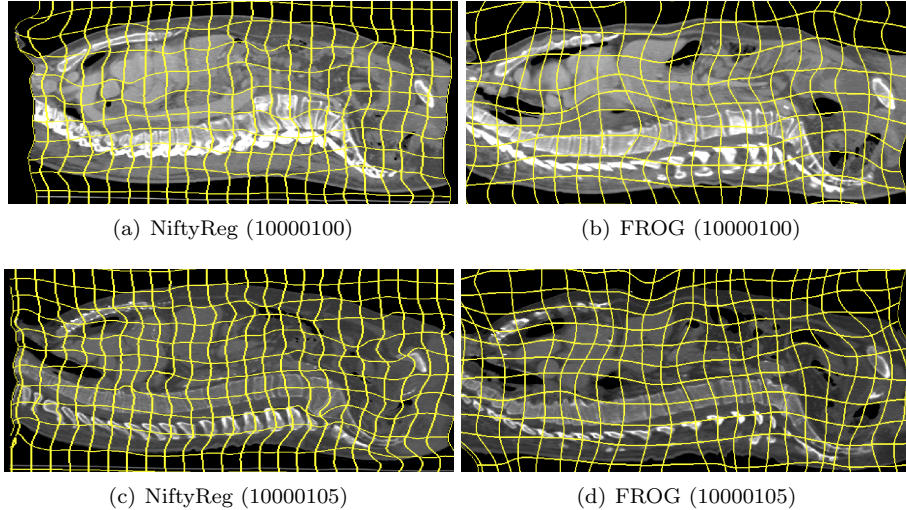 (a) NiftyReg (10000100)
(b) FROG (10000100)
(c) NiftyReg (10000105)
(d) FROG (10000105)